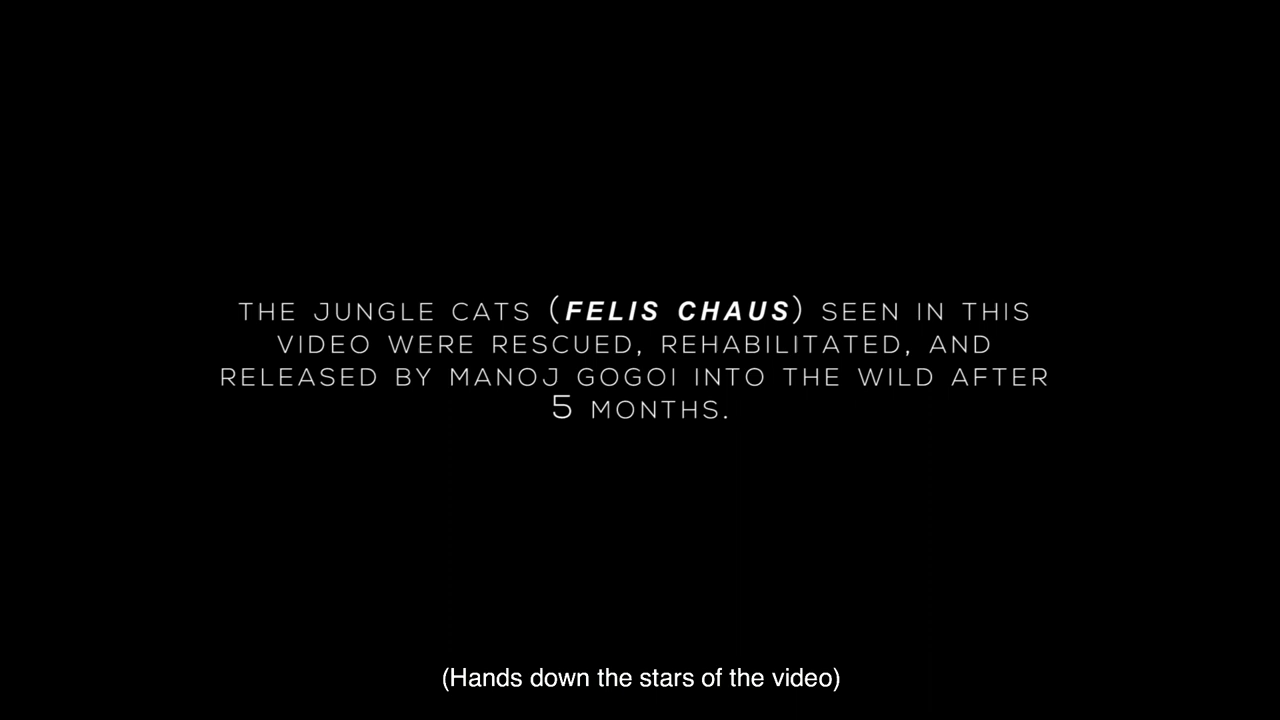 THE JUNGLE CATS (FELIS CHAUS) SEEN IN THIS
VIDEO WERE RESCUED, REHABILITATED, AND
RELEASED BY MANOJ GOGOI INTO THE WILD AFTER
5 MONTHS.
(Hands down the stars of the video)